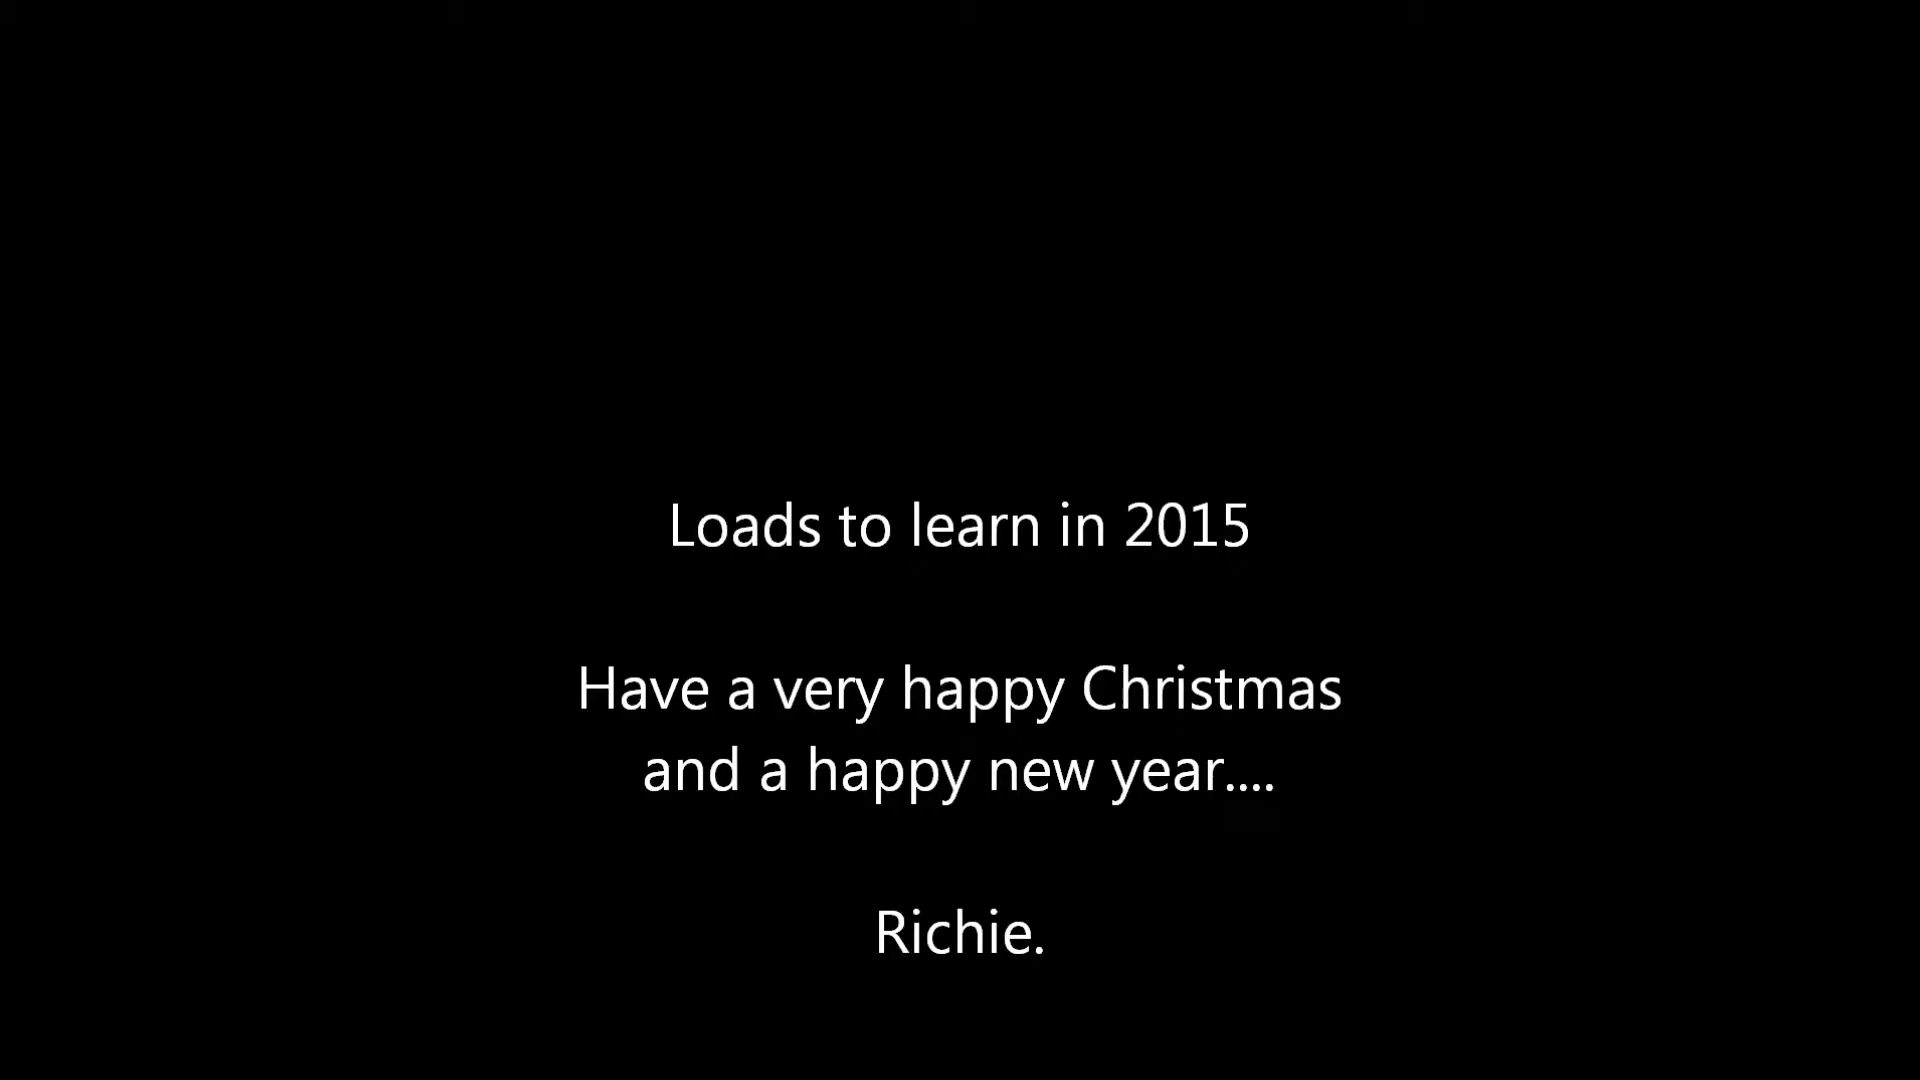 Loads to learn in 2015
Have a very happy Christmas
and a happy new year....
Richie.